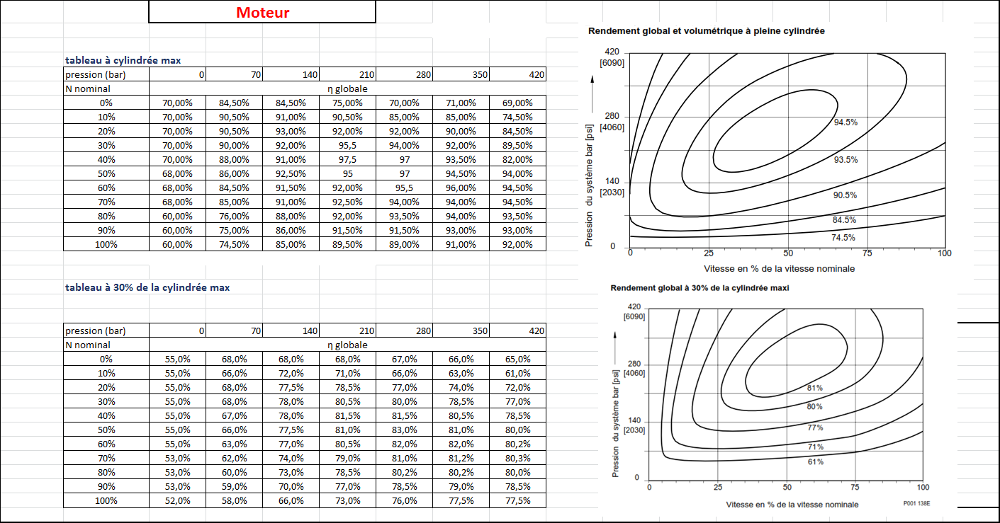 Moteur
tableau à cylindrée max
pression (bar) 0 70 140 210 280 350 420
N nominal η globale
0% 70,00% 84,50% 84,50% 75,00% 70,00% 71,00% 69,00%
10% 70,00% 90,50% 91,00% 90,50% 85,00% 85,00% 74,50%
20% 70,00% 90,50% 93,00% 92,00% 92,00% 90,00% 84,50%
30% 70,00% 90,00% 92,00% 95,5 94,00% 92,00% 89,50%
40% 70,00% 88,00% 91,00% 97,5 97 93,50% 82,00%
50% 68,00% 86,00% 92,50% 95 97 94,50% 94,00%
60% 68,00% 84,50% 91,50% 92,00% 95,5 96,00% 94,50%
70% 68,00% 85,00% 91,00% 92,50% 94,00% 94,00% 94,50%
80% 60,00% 76,00% 88,00% 92,00% 93,50% 94,00% 93,50%
90% 60,00% 75,00% 86,00% 91,50% 91,50% 93,00% 93,00%
100% 60,00% 74,50% 85,00% 89,50% 89,00% 91,00% 92,00%
tableau à 30% de la cylindrée max
pression (bar) 0 70 140 210 280 350 420
N nominal η globale
0% 55,0% 68,0% 68,0% 68,0% 67,0% 66,0% 65,0%
10% 55,0% 66,0% 72,0% 71,0% 66,0% 63,0% 61,0%
20% 55,0% 68,0% 77,5% 78,5% 77,0% 74,0% 72,0%
30% 55,0% 68,0% 78,0% 80,5% 80,0% 78,5% 77,0%
40% 55,0% 67,0% 78,0% 81,5% 81,5% 80,5% 78,5%
50% 55,0% 66,0% 77,5% 81,0% 83,0% 81,0% 80,0%
60% 55,0% 63,0% 77,0% 80,5% 82,0% 82,0% 80,2%
70% 53,0% 62,0% 74,0% 79,0% 81,0% 81,2% 80,3%
80% 53,0% 60,0% 73,0% 78,5% 80,2% 80,2% 80,0%
90% 53,0% 59,0% 70,0% 77,0% 78,5% 79,0% 78,5%
100% 52,0% 58,0% 66,0% 73,0% 76,0% 77,5% 77,5%
Rendement global et volumétrique à pleine cylindrée
420
[6090]
280
[4060]
140
[2030]
0
Pression du système bar [psi]
94.5%
93.5%
90.5%
84.5%
74.5%
0 25 50 75 100
Vitesse en % de la vitesse nominale
Rendement global à 30% de la cylindrée maxi
420
[6090]
280
[4060]
140
[2030]
0
Pression du système bar [psi]
81%
80%
77%
71%
61%
0 25 50 75 100
Vitesse en % de la vitesse nominale
P001 138E